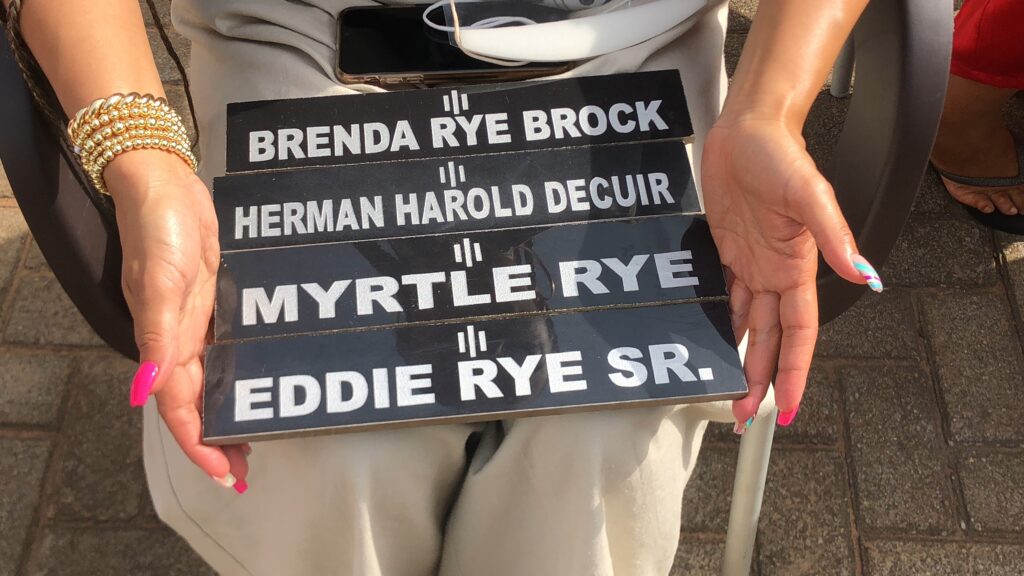 BRENDA RYE BROCK
HERMAN HAROLD DECUIR
MYRTLE RYE
EDDIE RYE SR.